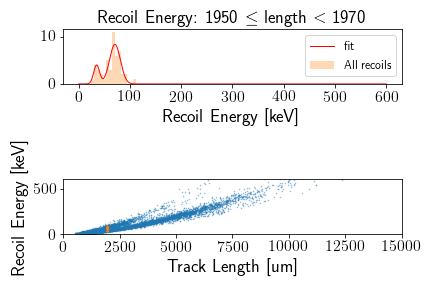 Recoil Energy: 1950 ≤ length < 1970
10
0
fit
All recoils
0 100 200 300 400 500 600
Recoil Energy [keV]
Recoil Energy [keV]
500
0
0 2500 5000 7500 10000 12500 15000
Track Length [um]